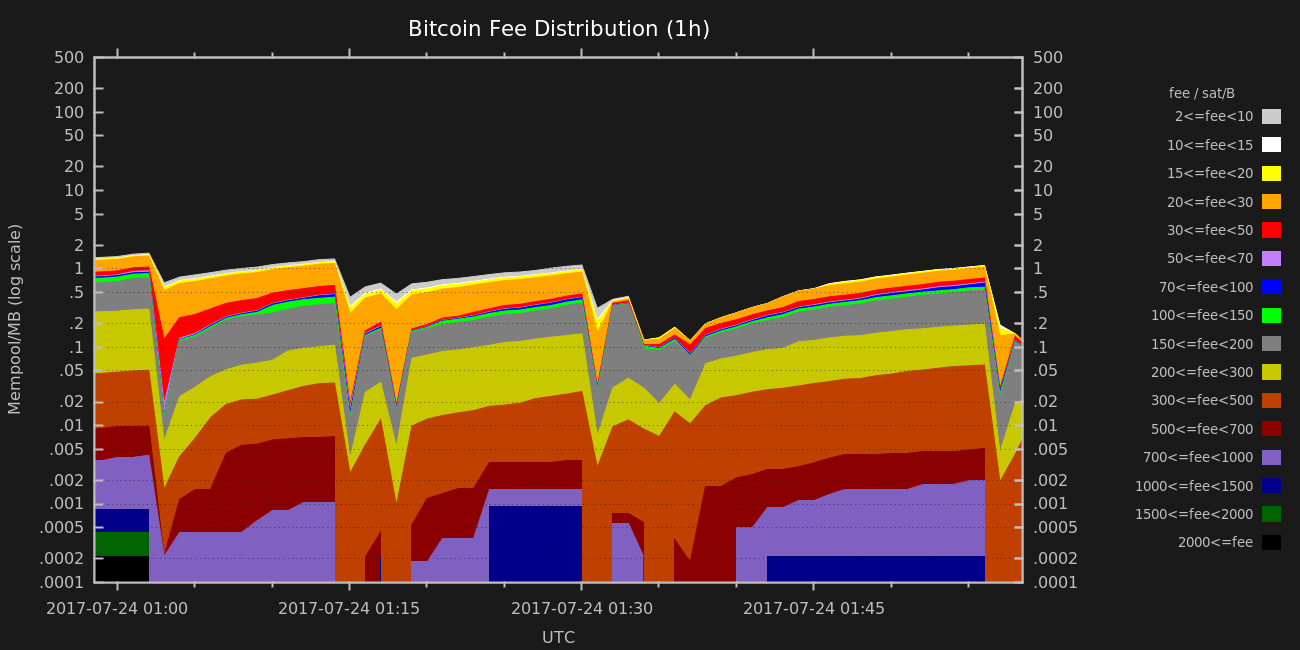 Bitcoin Fee Distribution (1h)
500 500
200 200
100 100
50 50
20 20
10 10
5 5
2 2
1 1
.5 .5
.2 .2
.1 .1
.05 .05
.02 .02
.01 .01
.005 .005
.002 .002
.001 .001
.0005 .0005
.0002 .0002
.0001 .0001
Mempool/MB (log scale)
2017-07-24 01:00 2017-07-24 01:15 2017-07-24 01:30 2017-07-24 01:45
UTC
fee / sat/B
2<=fee<10
10<=fee<15
15<=fee<20
20<=fee<30
30<=fee<50
50<=fee<70
70<=fee<100
100<=fee<150
150<=fee<200
200<=fee<300
300<=fee<500
500<=fee<700
700<=fee<1000
1000<=fee<1500
1500<=fee<2000
2000<=fee